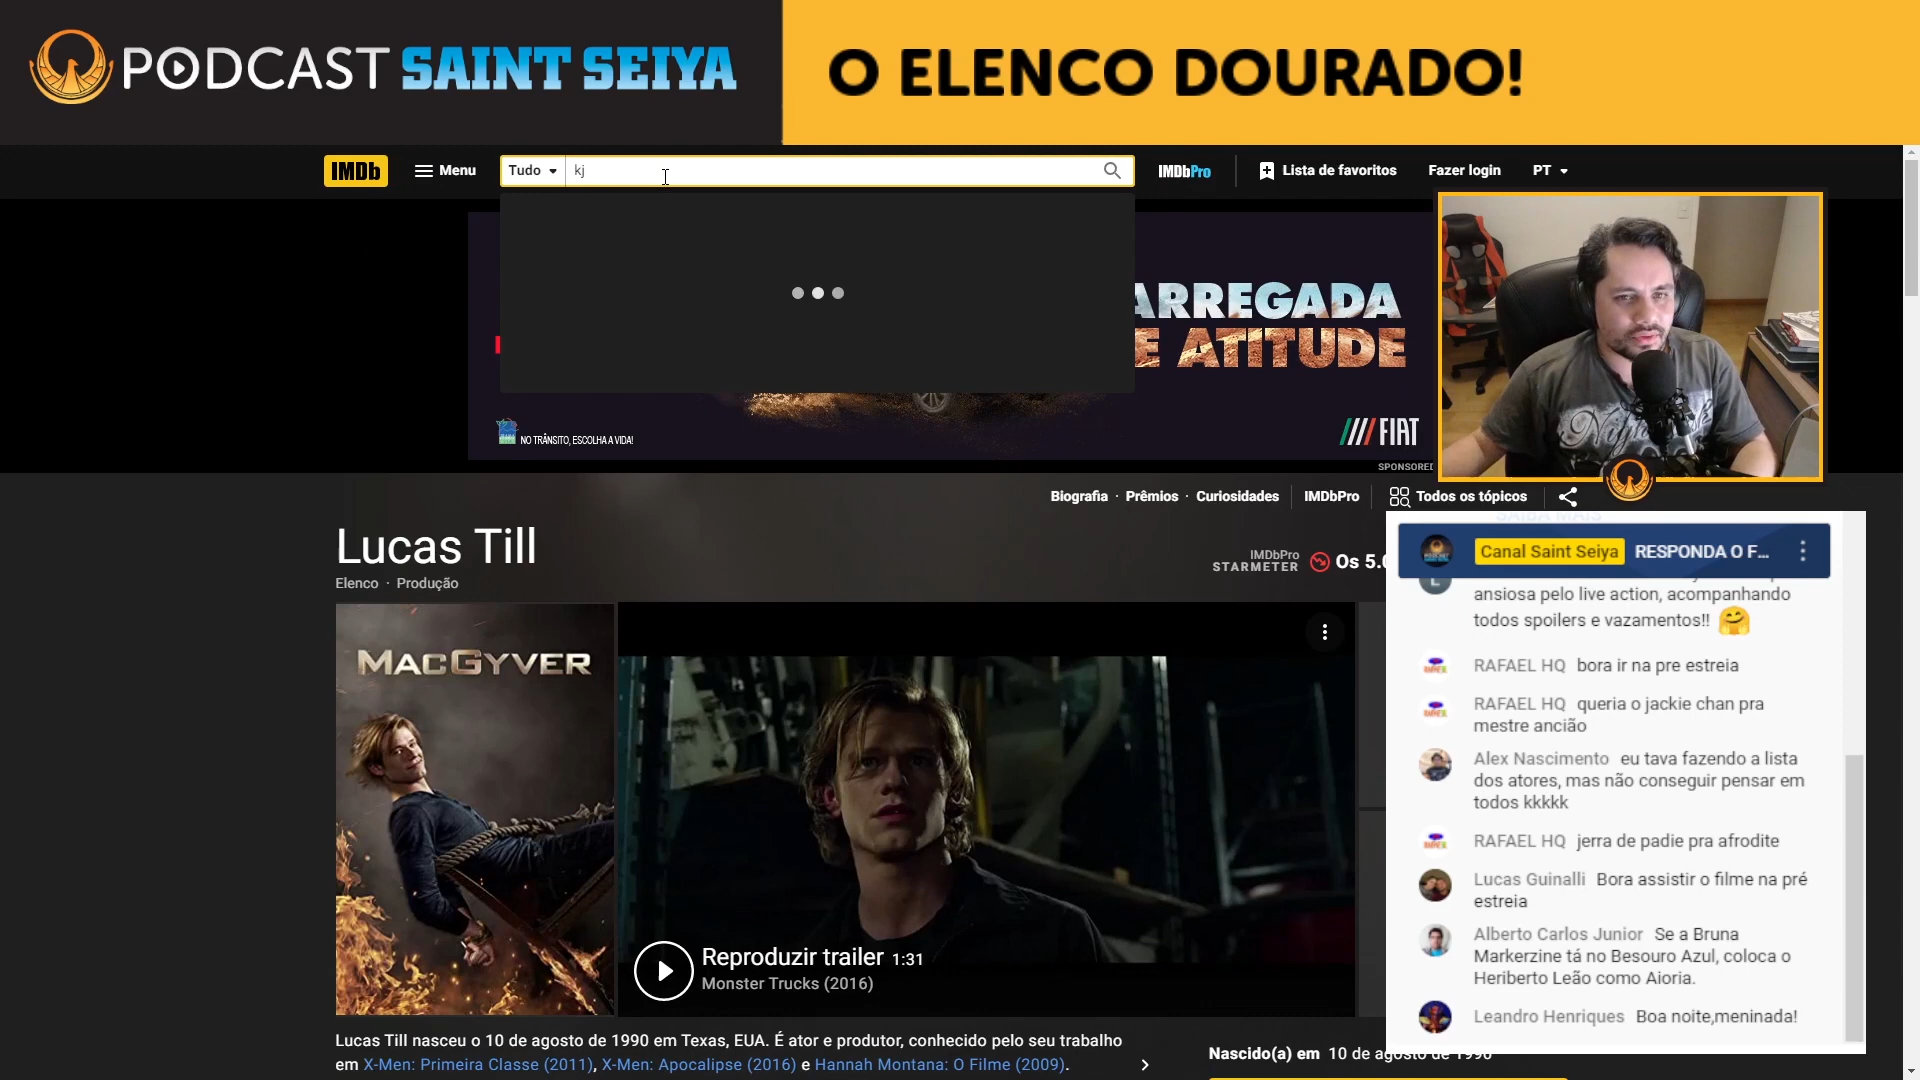 PODCAST SAINT SEIYA
O ELENCO DOURADO!
IMDb
Menu
Tudo
kj
IMDbPro
Lista de favoritos
Fazer login
PT
ARREGADA
E ATITUDE
NO TRÂNSITO, ESCOLHA A VIDA!
FIAT
SPONSORED
Biografia · Prêmios · Curiosidades
IMDbPro
Todos os tópicos
Lucas Till
Elenco · Produção
IMDbPro
STARMETER
Os 5.0
MACGYVER
Reproduzir trailer 1:31
Monster Trucks (2016)
Lucas Till nasceu o 10 de agosto de 1990 em Texas, EUA. É ator e produtor, conhecido pelo seu trabalho
em X-Men: Primeira Classe (2011), X-Men: Apocalipse (2016) e Hannah Montana: O Filme (2009).
Nascido(a) em 10 de agosto de 1990
SAIBA MAIS
Canal Saint Seiya RESPONDA O F...
L
ansiosa pelo live action, acompanhando
todos spoilers e vazamentos!!
RAFAEL HQ bora ir na pre estreia
RAFAEL HQ queria o jackie chan pra
mestre ancião
Alex Nascimento eu tava fazendo a lista
dos atores, mas não conseguir pensar em
todos kkkkk
RAFAEL HQ jerra de padie pra afrodite
Lucas Guinalli Bora assistir o filme na pré
estreia
Alberto Carlos Junior Se a Bruna
Markerzine tá no Besouro Azul, coloca o
Heriberto Leão como Aioria.
Leandro Henriques Boa noite,meninada!